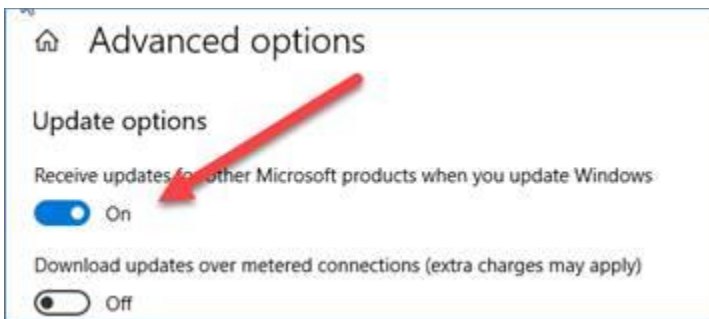 Advanced options
Update options
Receive updates for other Microsoft products when you update Windows
On
Download updates over metered connections (extra charges may apply)
Off